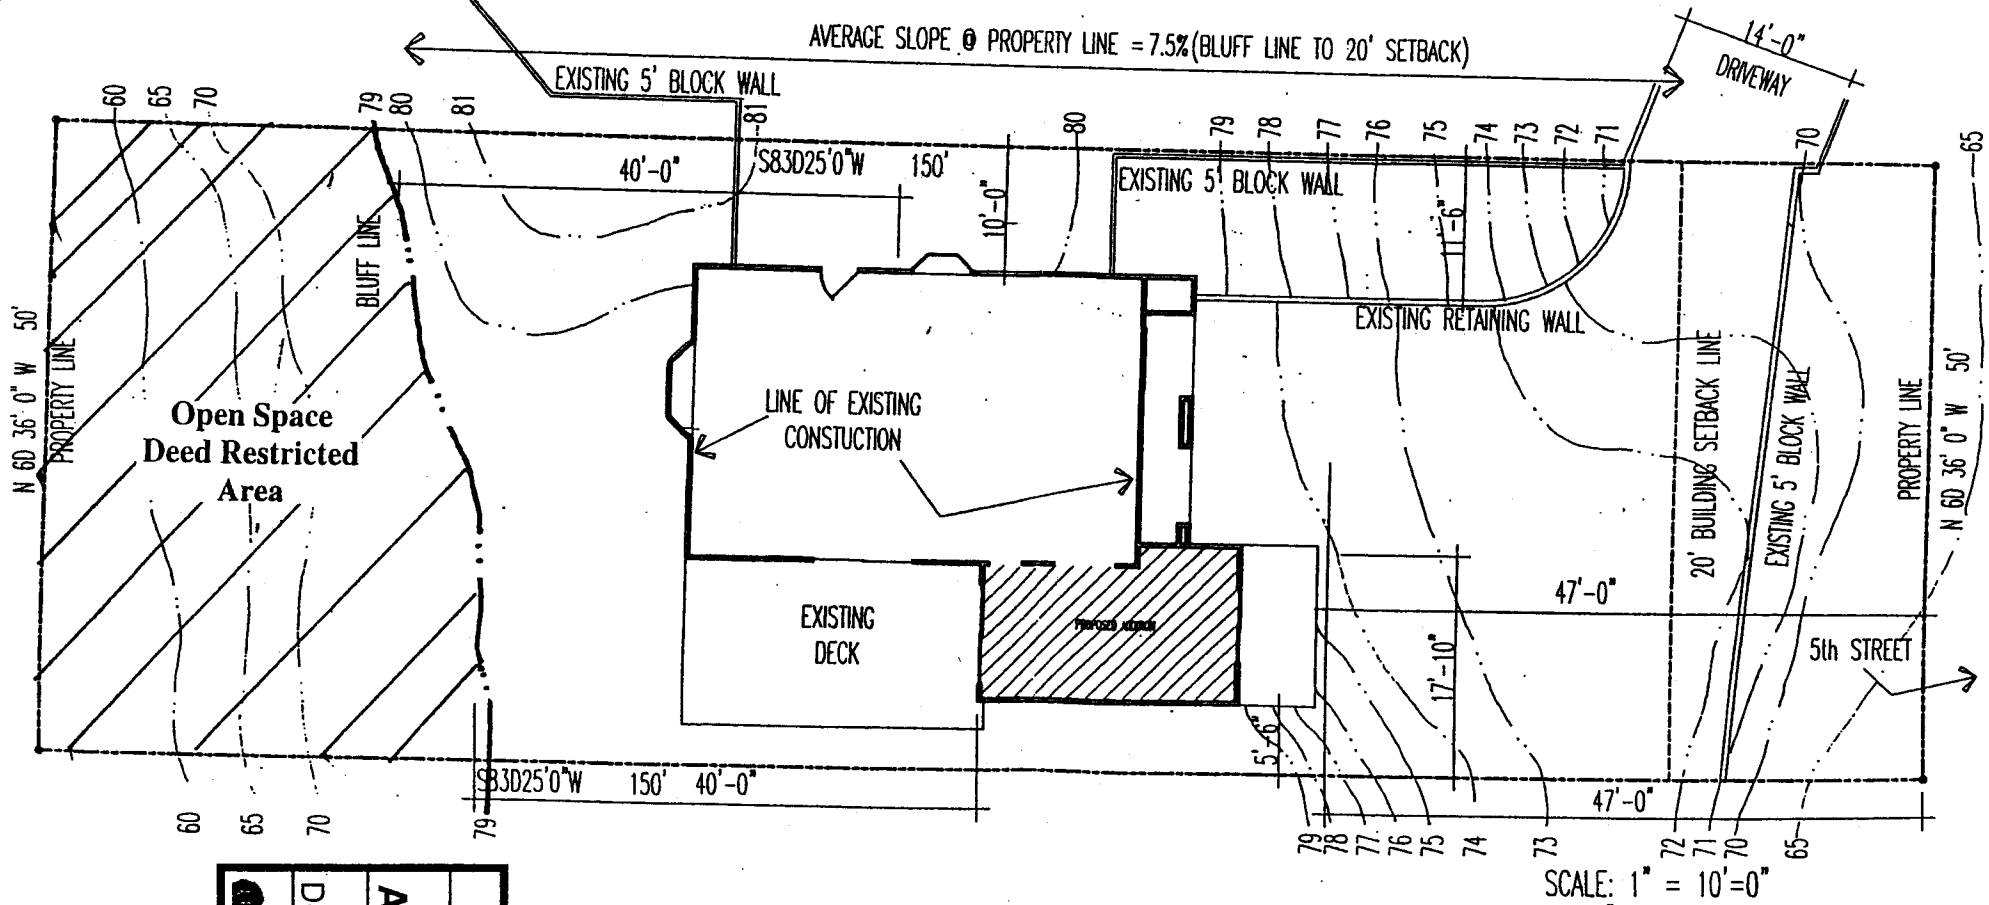 AVERAGE SLOPE @ PROPERTY LINE = 7.5% (BLUFF LINE TO 20' SETBACK)
14'-0"
DRIVEWAY
EXISTING 5' BLOCK WALL
60
65
70
79
80
81
81
80
79
78
77
76
75
74
73
72
71
70
65
40'-0"
S83D25'0"W 150'
10'-0"
EXISTING 5' BLOCK WALL
11'-6"
BLUFF LINE
EXISTING RETAINING WALL
N 6D 36' 0" W 50'
PROPERTY LINE
Open Space
Deed Restricted
Area
LINE OF EXISTING
CONSTUCTION
20' BUILDING SETBACK LINE
EXISTING 5' BLOCK WALL
PROPERTY LINE
N 6D 36' 0" W 50'
EXISTING
DECK
PROPOSED ADDITION
47'-0"
17'-10"
5th STREET
5'-6"
S83D25'0"W 150' 40'-0"
47'-0"
60
65
70
79
79
78
77
76
75
74
73
72
71
70
65
SCALE: 1" = 10'=0"
D
A